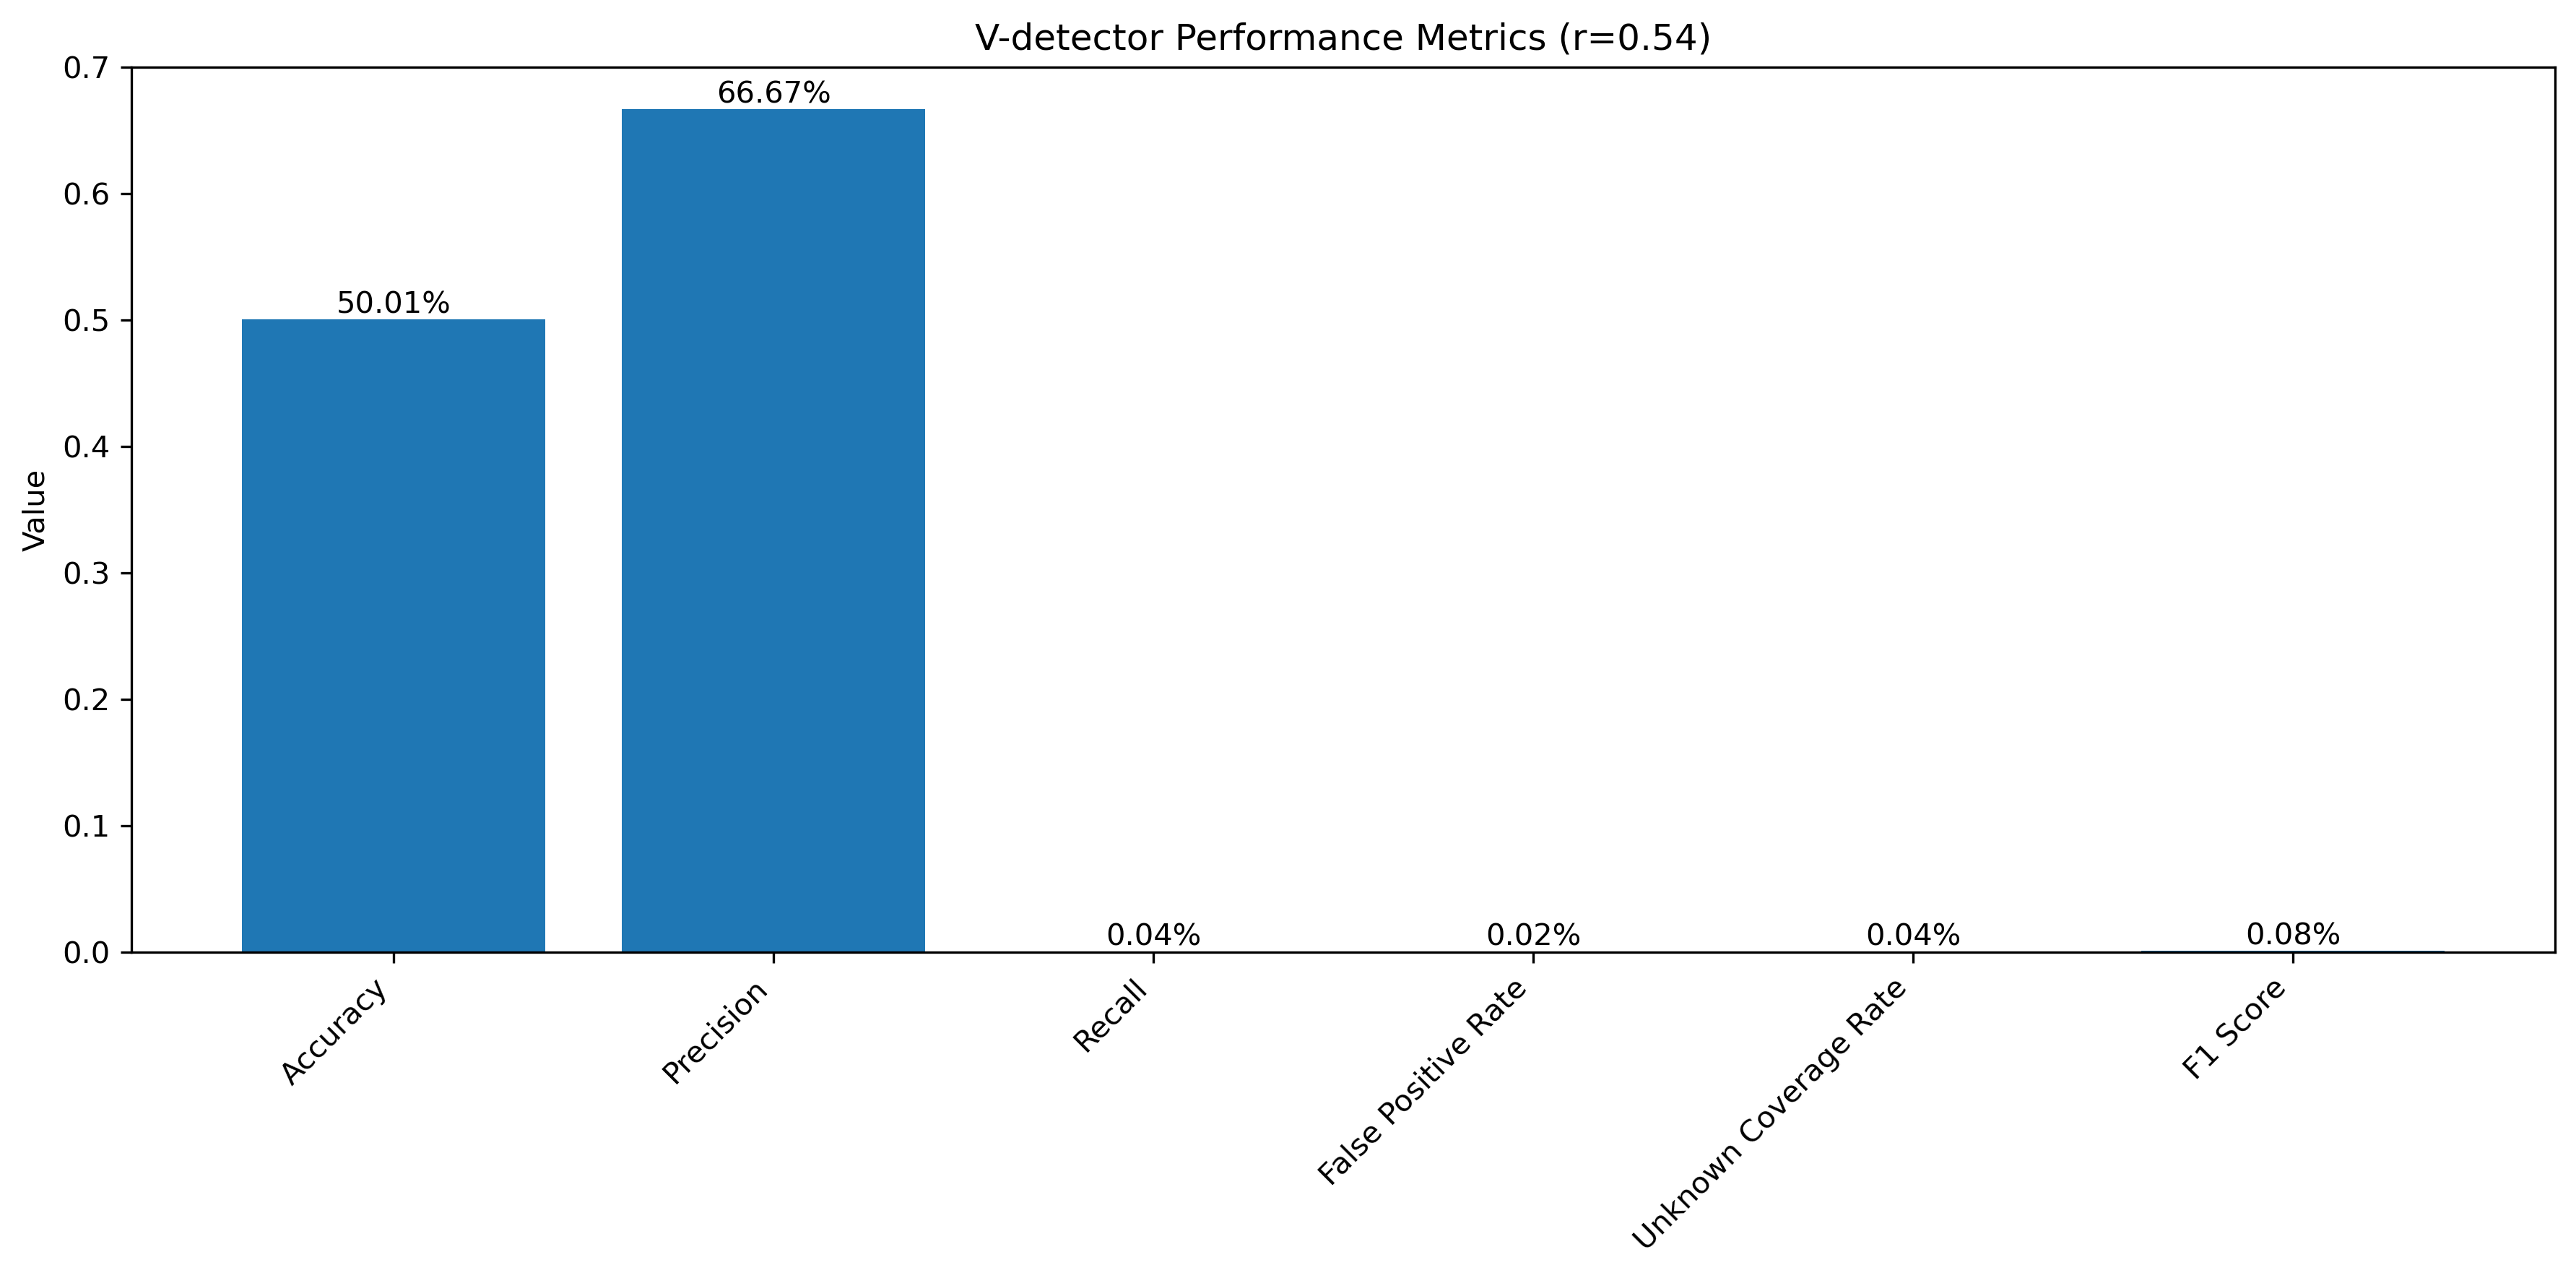 V-detector Performance Metrics (r=0.54)
0.7
0.6
0.5
0.4
0.3
0.2
0.1
0.0
Value
50.01%
66.67%
0.04%
0.02%
0.04%
0.08%
Accuracy
Precision
Recall
False Positive Rate
Unknown Coverage Rate
F1 Score